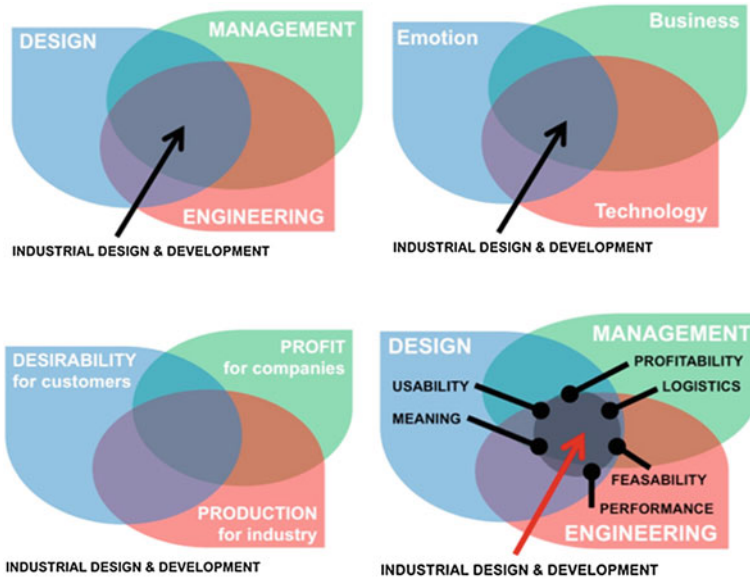 DESIGN
MANAGEMENT
ENGINEERING
INDUSTRIAL DESIGN & DEVELOPMENT
Emotion
Business
Technology
INDUSTRIAL DESIGN & DEVELOPMENT
DESIRABILITY
for customers
PROFIT
for companies
PRODUCTION
for industry
INDUSTRIAL DESIGN & DEVELOPMENT
DESIGN
MANAGEMENT
PROFITABILITY
USABILITY
LOGISTICS
MEANING
FEASABILITY
PERFORMANCE
ENGINEERING
INDUSTRIAL DESIGN & DEVELOPMENT